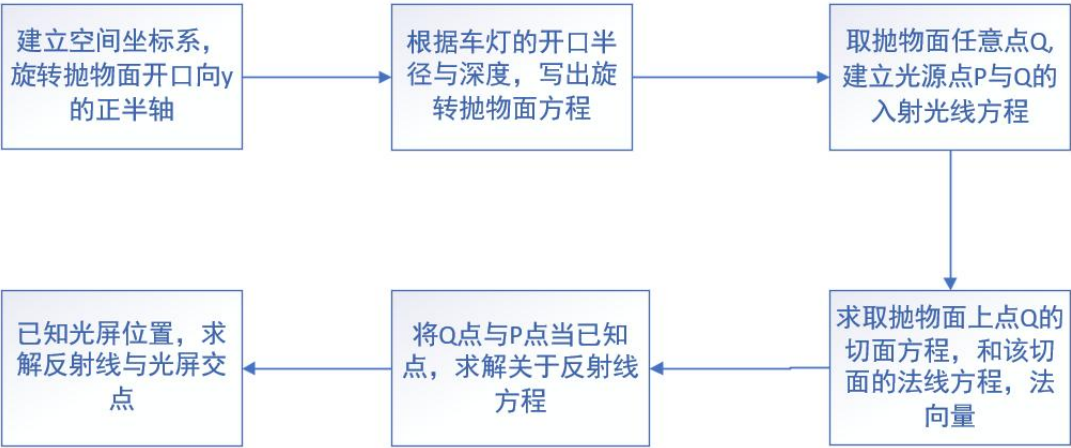 建立空间坐标系，
旋转抛物面开口向y
的正半轴
根据车灯的开口半
径与深度，写出旋
转抛物面方程
取抛物面任意点Q,
建立光源点P与Q的
入射光线方程
求取抛物面上点Q的
切面方程，和该切
面的法线方程，法
向量
将Q点与P点当已知
点，求解关于反射线
方程
已知光屏位置，求
解反射线与光屏交
点